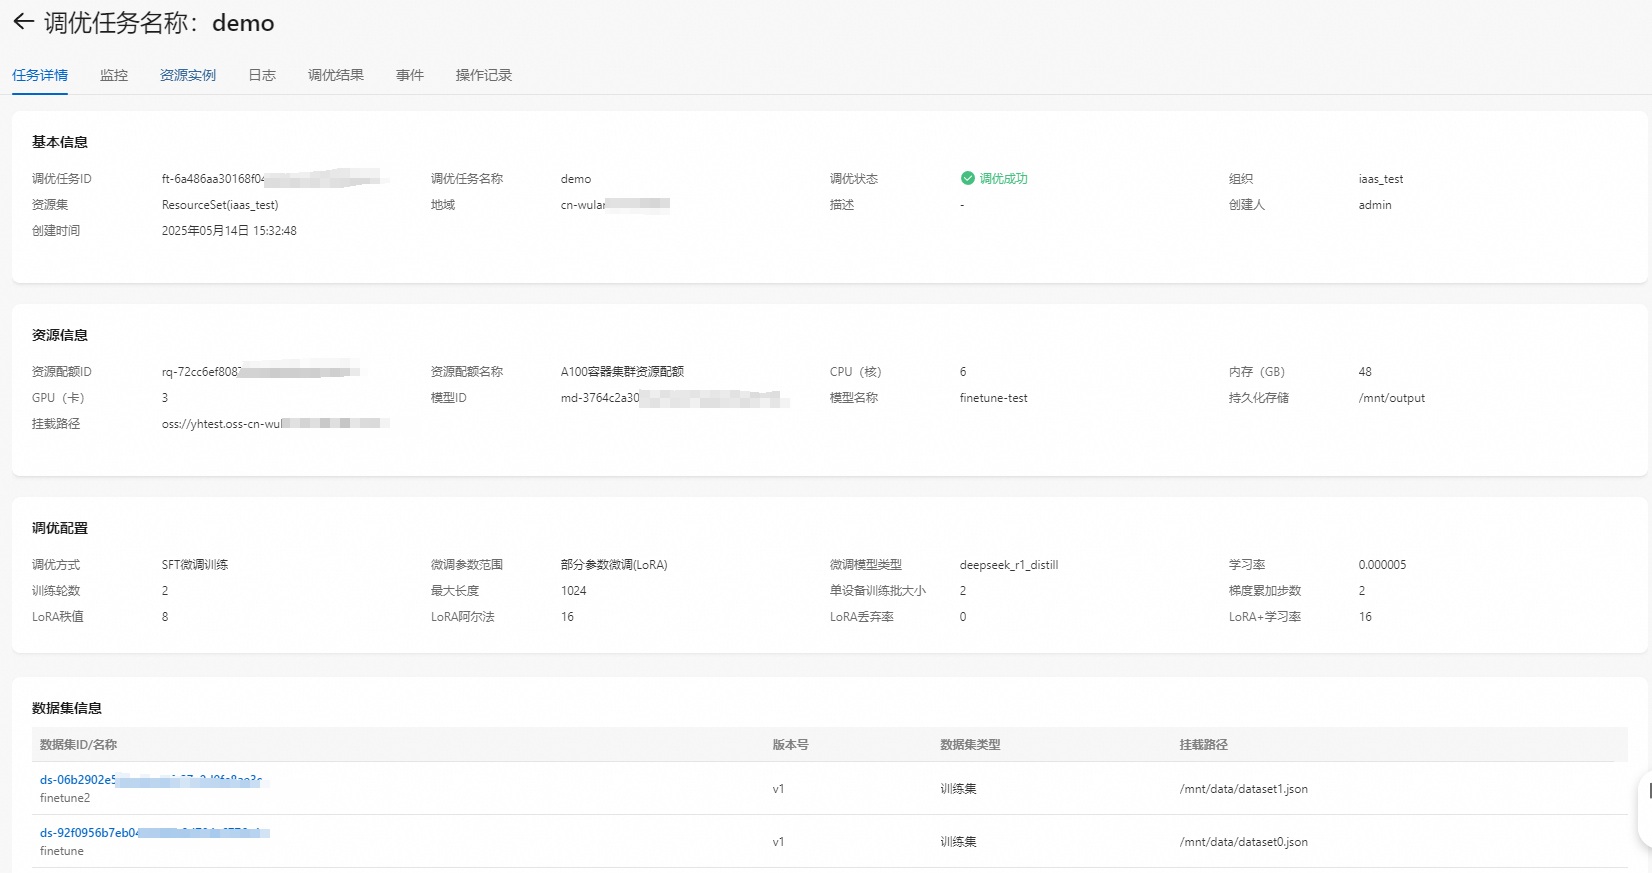 调优任务名称：demo
任务详情 监控 资源实例 日志 调优结果 事件 操作记录
基本信息
调优任务ID ft-6a486aa30168f04 调优任务名称 demo 调优状态 调优成功 组织 iaas_test
资源集 ResourceSet(iaas_test) 地域 cn-wular 描述 - 创建人 admin
创建时间 2025年05月14日 15:32:48
资源信息
资源配额ID rq-72cc6ef8087 资源配额名称 A100容器集群资源配额 CPU（核） 6 内存（GB） 48
GPU（卡） 3 模型ID md-3764c2a30 模型名称 finetune-test 持久化存储 /mnt/output
挂载路径 oss://yhtest.oss-cn-wul
调优配置
调优方式 SFT微调训练 微调参数范围 部分参数微调(LoRA) 微调模型类型 deepseek_r1_distill 学习率 0.000005
训练轮数 2 最大长度 1024 单设备训练批大小 2 梯度累加步数 2
LoRA秩值 8 LoRA阿尔法 16 LoRA丢弃率 0 LoRA+学习率 16
数据集信息
数据集ID/名称 版本号 数据集类型 挂载路径
ds-06b2902e5
finetune2 v1 训练集 /mnt/data/dataset1.json
ds-92f0956b7eb04
finetune v1 训练集 /mnt/data/dataset0.json